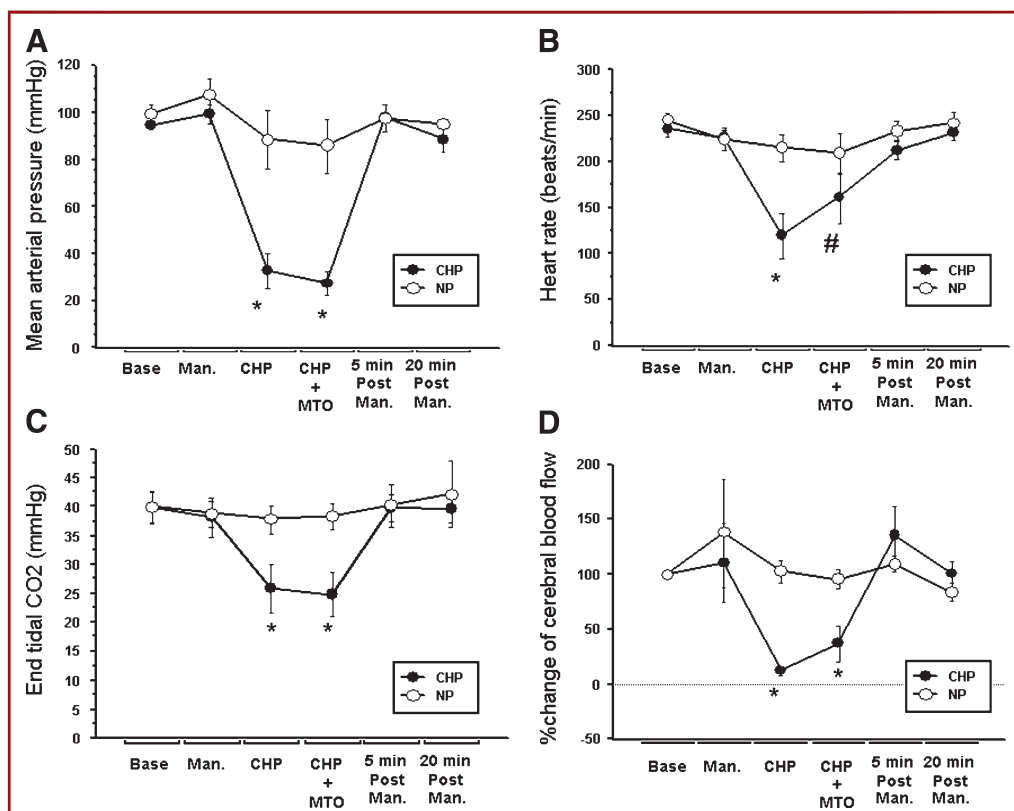 A
Mean arterial pressure (mmHg)
120
100
80
60
40
20
0
*
*
CHP
NP
Base Man. CHP CHP 5 min 20 min
+ Post Post
MTO Man. Man.
B
Heart rate (beats/min)
300
250
200
150
100
50
0
*
#
CHP
NP
Base Man. CHP CHP 5 min 20 min
+ Post Post
MTO Man. Man.
C
End tidal CO2 (mmHg)
50
45
40
35
30
25
20
15
10
5
0
*
*
CHP
NP
Base Man. CHP CHP 5 min 20 min
+ Post Post
MTO Man. Man.
D
%change of cerebral blood flow
200
150
100
50
0
-50
*
*
CHP
NP
Base Man. CHP CHP 5 min 20 min
+ Post Post
MTO Man. Man.